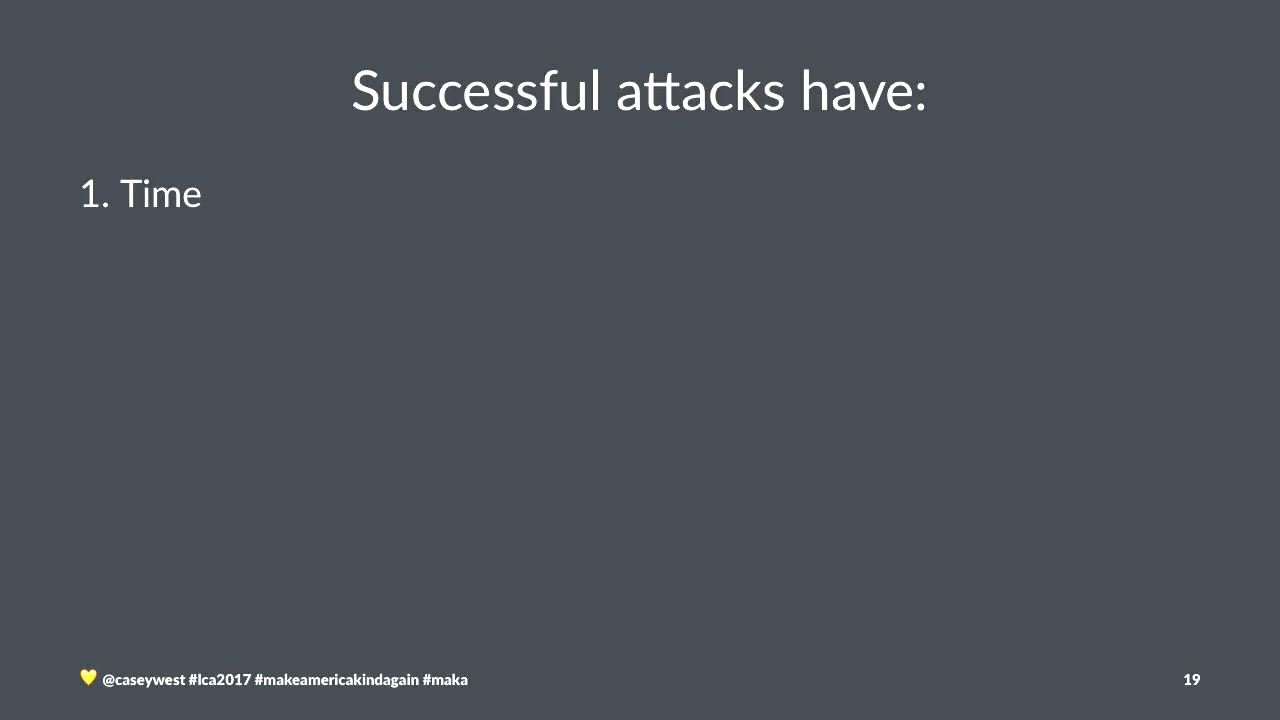 Successful attacks have:
1. Time
💛 @caseywest #lca2017 #makeamericakindagain #maka
19